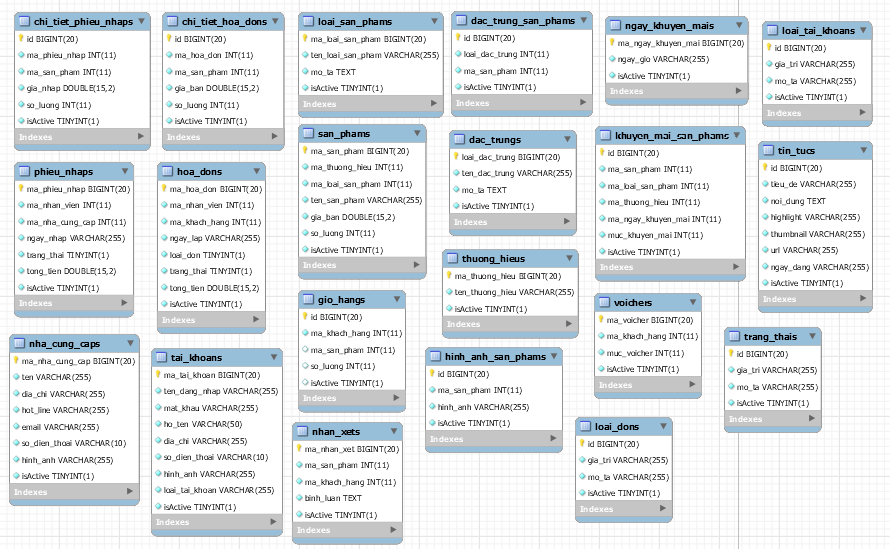 chi_tiet_phieu_nhaps
id BIGINT(20)
ma_phieu_nhap INT(11)
ma_san_pham INT(11)
gia_nhap DOUBLE(15,2)
so_luong INT(11)
isActive TINYINT(1)
Indexes
chi_tiet_hoa_dons
id BIGINT(20)
ma_hoa_don INT(11)
ma_san_pham INT(11)
gia_ban DOUBLE(15,2)
so_luong INT(11)
isActive TINYINT(1)
Indexes
loai_san_phams
ma_loai_san_pham BIGINT(20)
ten_loai_san_pham VARCHAR(255)
mo_ta TEXT
isActive TINYINT(1)
Indexes
dac_trung_san_phams
id BIGINT(20)
loai_dac_trung INT(11)
ma_san_pham INT(11)
isActive TINYINT(1)
Indexes
ngay_khuyen_mais
ma_ngay_khuyen_mai BIGINT(20)
ngay_gio VARCHAR(255)
isActive TINYINT(1)
Indexes
loai_tai_khoans
id BIGINT(20)
gia_tri VARCHAR(255)
mo_ta VARCHAR(255)
isActive TINYINT(1)
Indexes
phieu_nhaps
ma_phieu_nhap BIGINT(20)
ma_nhan_vien INT(11)
ma_nha_cung_cap INT(11)
ngay_nhap VARCHAR(255)
trang_thai TINYINT(1)
tong_tien DOUBLE(15,2)
isActive TINYINT(1)
Indexes
hoa_dons
ma_hoa_don BIGINT(20)
ma_nhan_vien INT(11)
ma_khach_hang INT(11)
ngay_lap VARCHAR(255)
loai_don TINYINT(1)
trang_thai TINYINT(1)
tong_tien DOUBLE(15,2)
isActive TINYINT(1)
Indexes
san_phams
ma_san_pham BIGINT(20)
ma_thuong_hieu INT(11)
ma_loai_san_pham INT(11)
ten_san_pham VARCHAR(255)
gia_ban DOUBLE(15,2)
so_luong INT(11)
isActive TINYINT(1)
Indexes
dac_trungs
loai_dac_trung BIGINT(20)
ten_dac_trung VARCHAR(255)
mo_ta TEXT
isActive TINYINT(1)
Indexes
khuyen_mai_san_phams
id BIGINT(20)
ma_san_pham INT(11)
ma_loai_san_pham INT(11)
ma_thuong_hieu INT(11)
ma_ngay_khuyen_mai INT(11)
muc_khuyen_mai INT(11)
isActive TINYINT(1)
Indexes
tin_tucs
id BIGINT(20)
tieu_de VARCHAR(255)
noi_dung TEXT
highlight VARCHAR(255)
thumbnail VARCHAR(255)
url VARCHAR(255)
ngay_dang VARCHAR(255)
isActive TINYINT(1)
Indexes
thuong_hieus
ma_thuong_hieu BIGINT(20)
ten_thuong_hieu VARCHAR(255)
isActive TINYINT(1)
Indexes
gio_hangs
id BIGINT(20)
ma_khach_hang INT(11)
ma_san_pham INT(11)
so_luong INT(11)
isActive TINYINT(1)
Indexes
voichers
ma_voicher BIGINT(20)
ma_khach_hang INT(11)
muc_voicher INT(11)
isActive TINYINT(1)
Indexes
trang_thais
id BIGINT(20)
gia_tri VARCHAR(255)
mo_ta VARCHAR(255)
isActive TINYINT(1)
Indexes
nha_cung_caps
ma_nha_cung_cap BIGINT(20)
ten VARCHAR(255)
dia_chi VARCHAR(255)
hot_line VARCHAR(255)
email VARCHAR(255)
so_dien_thoai VARCHAR(10)
hinh_anh VARCHAR(255)
isActive TINYINT(1)
Indexes
tai_khoans
ma_tai_khoan BIGINT(20)
ten_dang_nhap VARCHAR(255)
mat_khau VARCHAR(255)
ho_ten VARCHAR(50)
dia_chi VARCHAR(255)
so_dien_thoai VARCHAR(10)
hinh_anh VARCHAR(255)
loai_tai_khoan VARCHAR(255)
isActive TINYINT(1)
Indexes
hinh_anh_san_phams
id BIGINT(20)
ma_san_pham INT(11)
hinh_anh VARCHAR(255)
isActive TINYINT(1)
Indexes
nhan_xets
ma_nhan_xet BIGINT(20)
ma_san_pham INT(11)
ma_khach_hang INT(11)
binh_luan TEXT
isActive TINYINT(1)
Indexes
loai_dons
id BIGINT(20)
gia_tri VARCHAR(255)
mo_ta VARCHAR(255)
isActive TINYINT(1)
Indexes